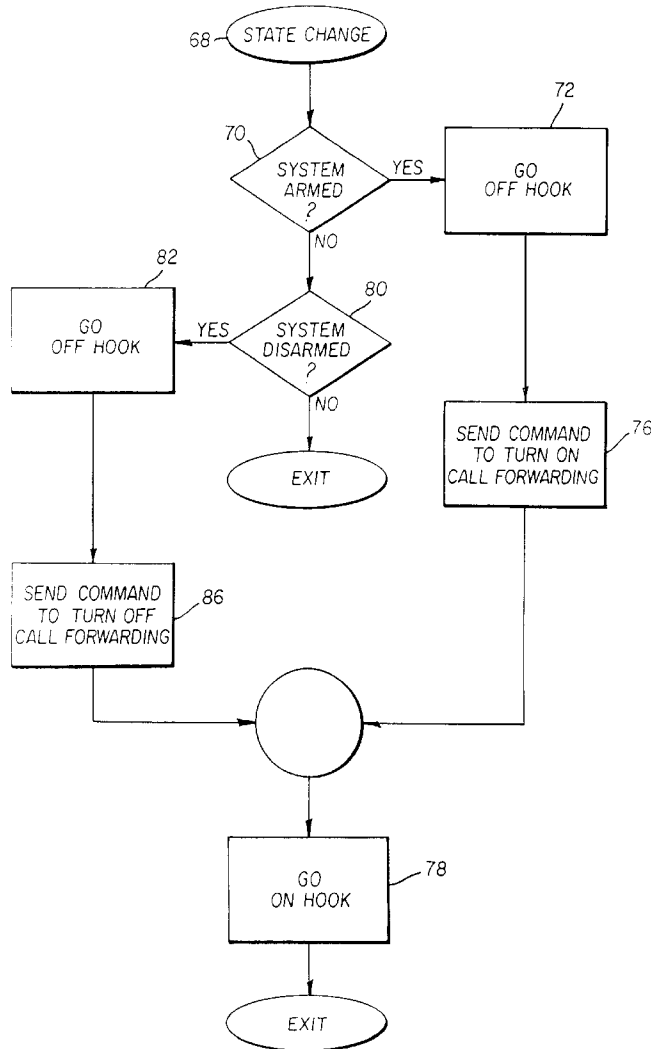 STATE CHANGE
68
72
70
SYSTEM
ARMED
?
YES
GO
OFF HOOK
NO
82
80
GO
OFF HOOK
YES
SYSTEM
DISARMED
?
NO
76
SEND COMMAND
TO TURN ON
CALL FORWARDING
EXIT
SEND COMMAND
TO TURN OFF
CALL FORWARDING
86
GO
ON HOOK
78
EXIT